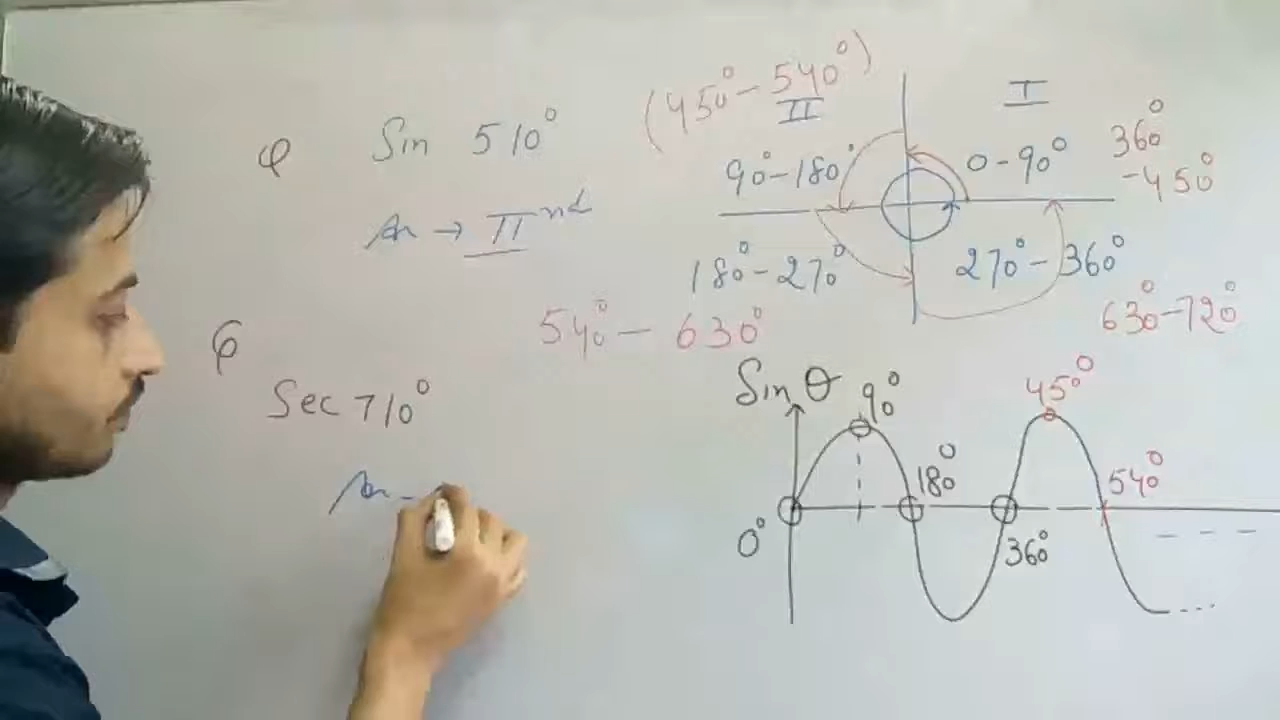 Sin 510°
An → II nd
Sec 710°
An -
(450° - 540°)
II
I
90° - 180°
0 - 90°
360°
- 450°
180° - 270°
270° - 360°
540° - 630°
630° - 720°
Sin θ
90°
450°
180°
540°
0°
360°